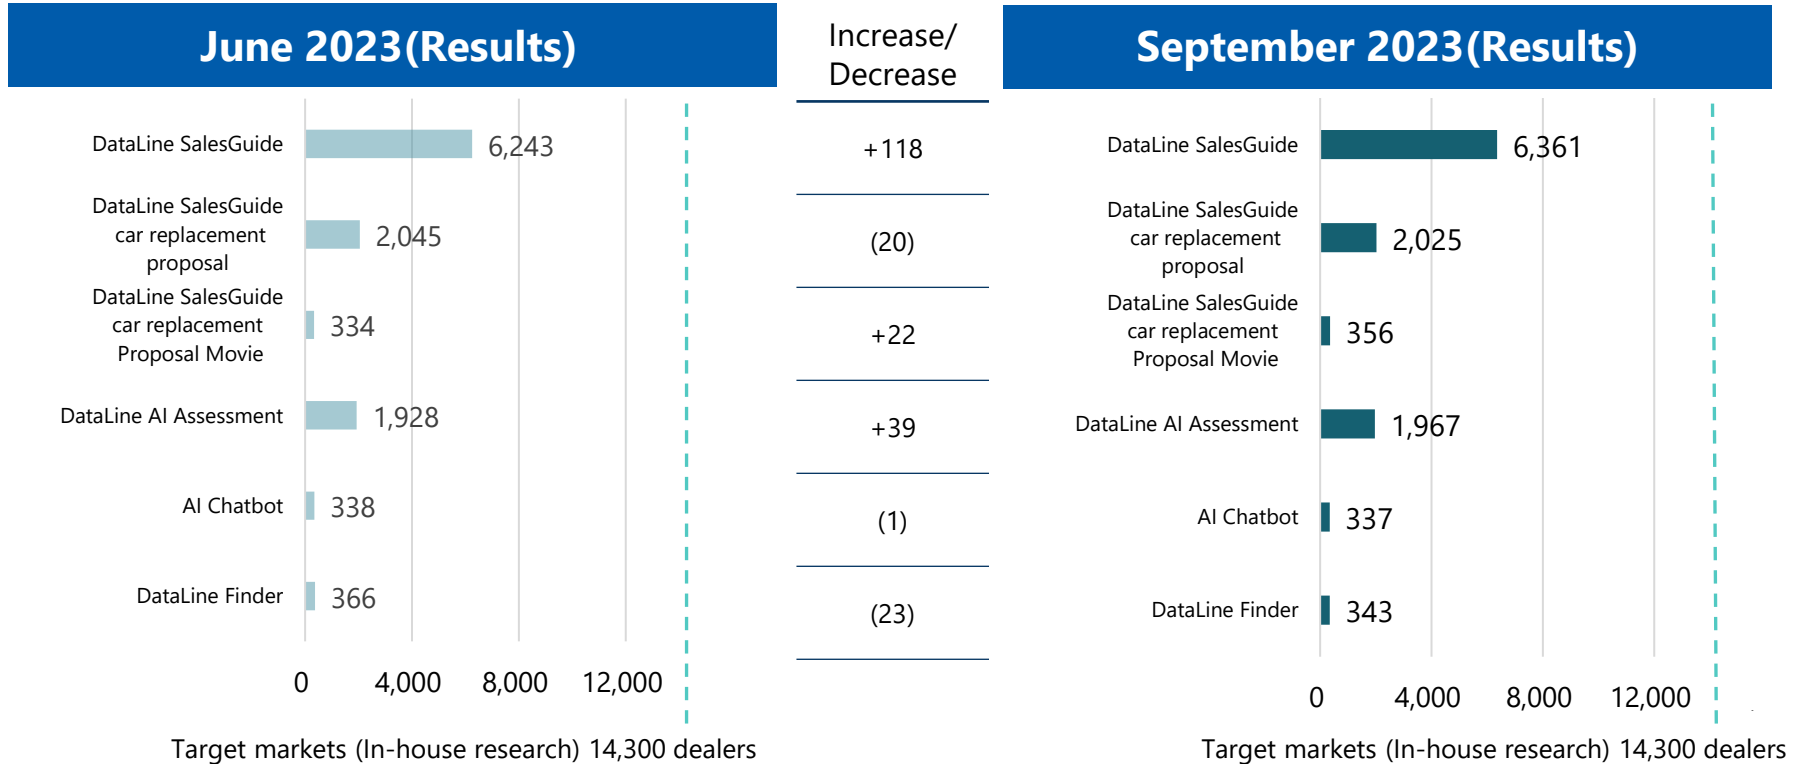 June 2023(Results)
DataLine SalesGuide
6,243
DataLine SalesGuide
car replacement
proposal
2,045
DataLine SalesGuide
car replacement
Proposal Movie
334
DataLine AI Assessment
1,928
AI Chatbot
338
DataLine Finder
366
0 4,000 8,000 12,000
Target markets (In-house research) 14,300 dealers
Increase/
Decrease
+118
(20)
+22
+39
(1)
(23)
September 2023(Results)
DataLine SalesGuide
6,361
DataLine SalesGuide
car replacement
proposal
2,025
DataLine SalesGuide
car replacement
Proposal Movie
356
DataLine AI Assessment
1,967
AI Chatbot
337
DataLine Finder
343
0 4,000 8,000 12,000
Target markets (In-house research) 14,300 dealers